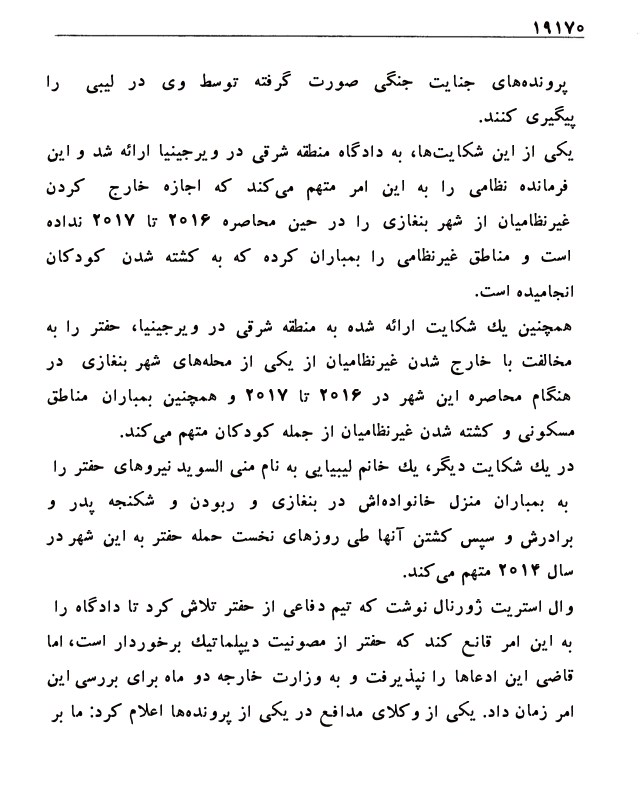 ۱۹۱۷۰
پرونده‌های جنایت جنگی صورت گرفته توسط وی در لیبی را
پیگیری کنند.
یکی از این شکایت‌ها، به دادگاه منطقه شرقی در ویرجینیا ارائه شد و این
فرمانده نظامی را به این امر متهم می‌کند که اجازه خارج کردن
غیرنظامیان از شهر بنغازی را در حین محاصره ۲۰۱۶ تا ۲۰۱۷ نداده
است و مناطق غیرنظامی را بمباران کرده که به کشته شدن کودکان
انجامیده است.
همچنین یك شکایت ارائه شده به منطقه شرقی در ویرجینیا، حفتر را به
مخالفت با خارج شدن غیرنظامیان از یکی از محله‌های شهر بنغازی در
هنگام محاصره این شهر در ۲۰۱۶ تا ۲۰۱۷ و همچنین بمباران مناطق
مسکونی و کشته شدن غیرنظامیان از جمله کودکان متهم می‌کند.
در یك شکایت دیگر، یك خانم لیبیایی به نام منی السوید نیروهای حفتر را
به بمباران منزل خانواده‌اش در بنغازی و ربودن و شکنجه پدر و
برادرش و سپس کشتن آنها طی روزهای نخست حمله حفتر به این شهر در
سال ۲۰۱۴ متهم می‌کند.
وال استریت ژورنال نوشت که تیم دفاعی از حفتر تلاش کرد تا دادگاه را
به این امر قانع کند که حفتر از مصونیت دیپلماتیك برخوردار است، اما
قاضی این ادعاها را نپذیرفت و به وزارت خارجه دو ماه برای بررسی این
امر زمان داد. یکی از وکلای مدافع در یکی از پرونده‌ها اعلام کرد: ما بر